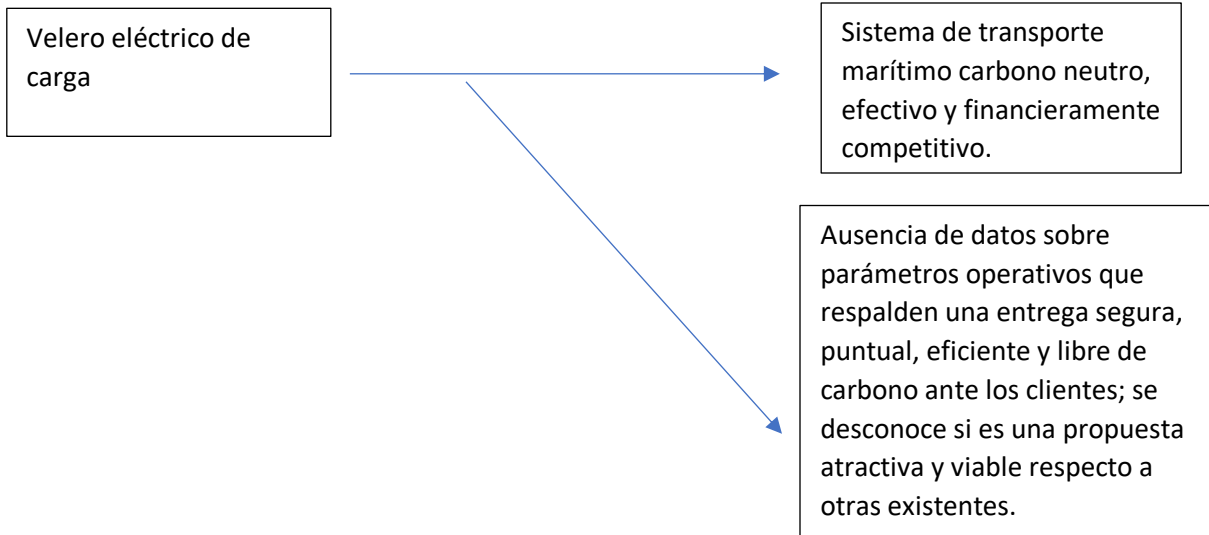 Velero eléctrico de
carga
Sistema de transporte
marítimo carbono neutro,
efectivo y financieramente
competitivo.
Ausencia de datos sobre
parámetros operativos que
respalden una entrega segura,
puntual, eficiente y libre de
carbono ante los clientes; se
desconoce si es una propuesta
atractiva y viable respecto a
otras existentes.